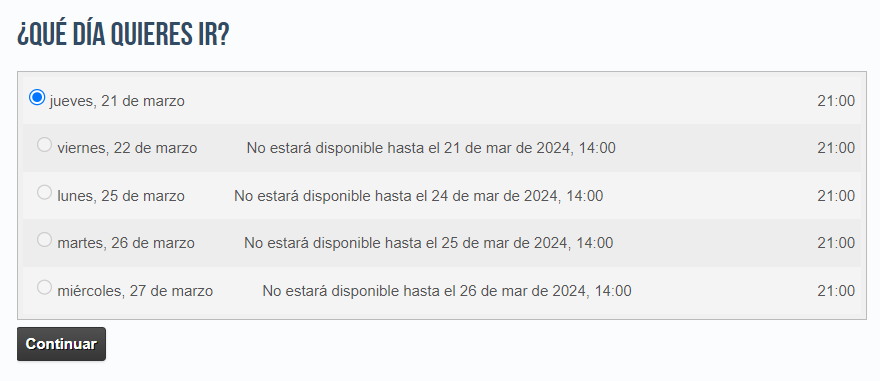 ¿QUÉ DÍA QUIERES IR?
jueves, 21 de marzo 21:00
viernes, 22 de marzo No estará disponible hasta el 21 de mar de 2024, 14:00 21:00
lunes, 25 de marzo No estará disponible hasta el 24 de mar de 2024, 14:00 21:00
martes, 26 de marzo No estará disponible hasta el 25 de mar de 2024, 14:00 21:00
miércoles, 27 de marzo No estará disponible hasta el 26 de mar de 2024, 14:00 21:00
Continuar